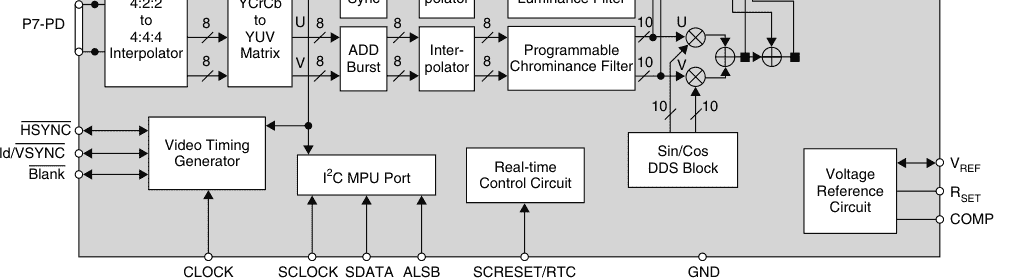 4:2:2
to
4:4:4
Interpolator
YCrCb
to
YUV
Matrix
P7-PD
Sync
polator
Luminance Filter
8
8
U
8
8
8
10
U
ADD
Burst
Inter-
polator
Programmable
Chrominance Filter
8
V
8
8
8
10
V
10
10
HSYNC
ld/VSYNC
Blank
Video Timing
Generator
I²C MPU Port
Real-time
Control Circuit
Sin/Cos
DDS Block
Voltage
Reference
Circuit
VREF
RSET
COMP
CLOCK
SCLOCK
SDATA
ALSB
SCRESET/RTC
GND